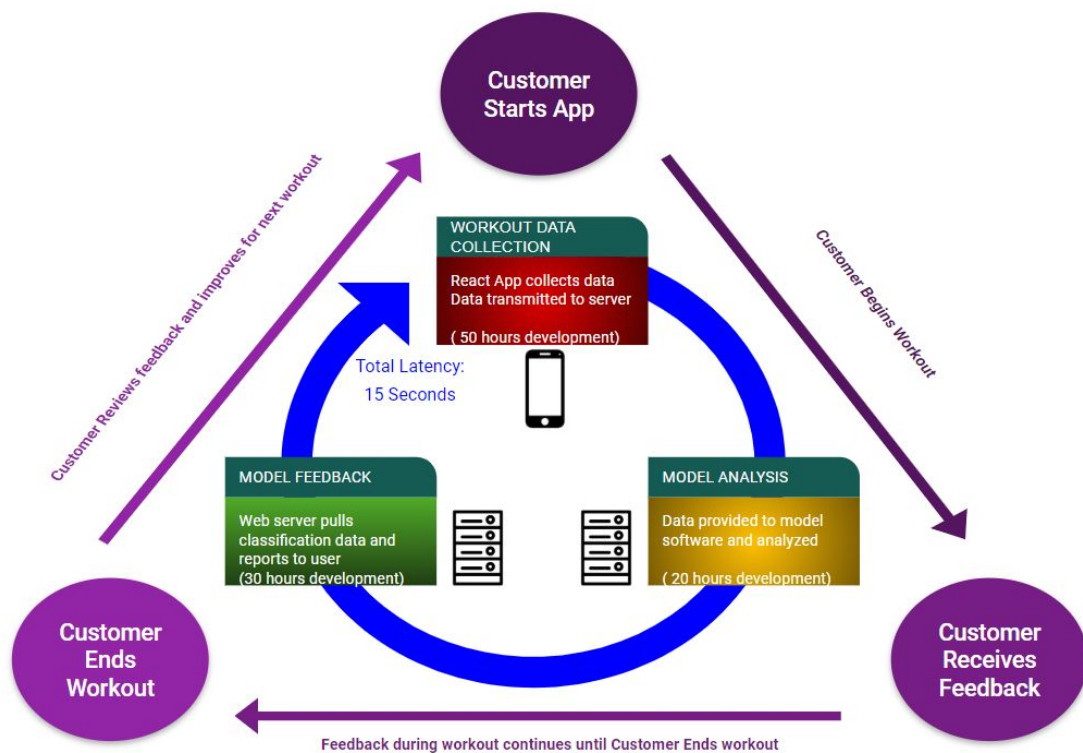 Customer
Starts App
Customer Reviews feedback and improves for next workout
Customer Begins Workout
WORKOUT DATA
COLLECTION
React App collects data
Data transmitted to server
( 50 hours development)
Total Latency:
15 Seconds
MODEL FEEDBACK
Web server pulls
classification data and
reports to user
(30 hours development)
MODEL ANALYSIS
Data provided to model
software and analyzed
( 20 hours development)
Customer
Ends
Workout
Customer
Receives
Feedback
Feedback during workout continues until Customer Ends workout